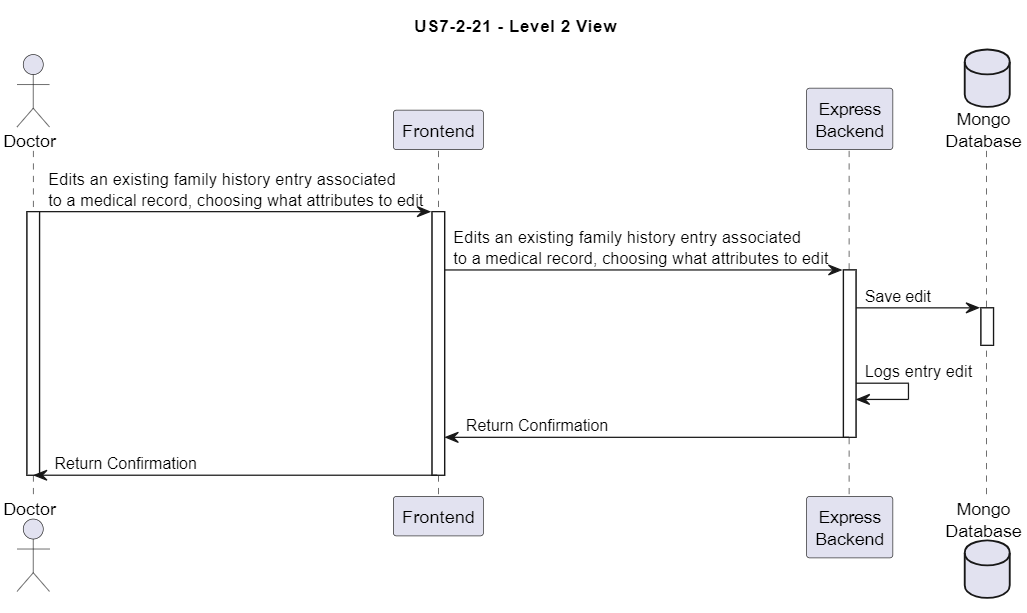 US7-2-21 - Level 2 View
Doctor
Frontend
Express
Backend
Mongo
Database
Edits an existing family history entry associated
to a medical record, choosing what attributes to edit
Edits an existing family history entry associated
to a medical record, choosing what attributes to edit
Save edit
Logs entry edit
Return Confirmation
Return Confirmation
Doctor
Frontend
Express
Backend
Mongo
Database